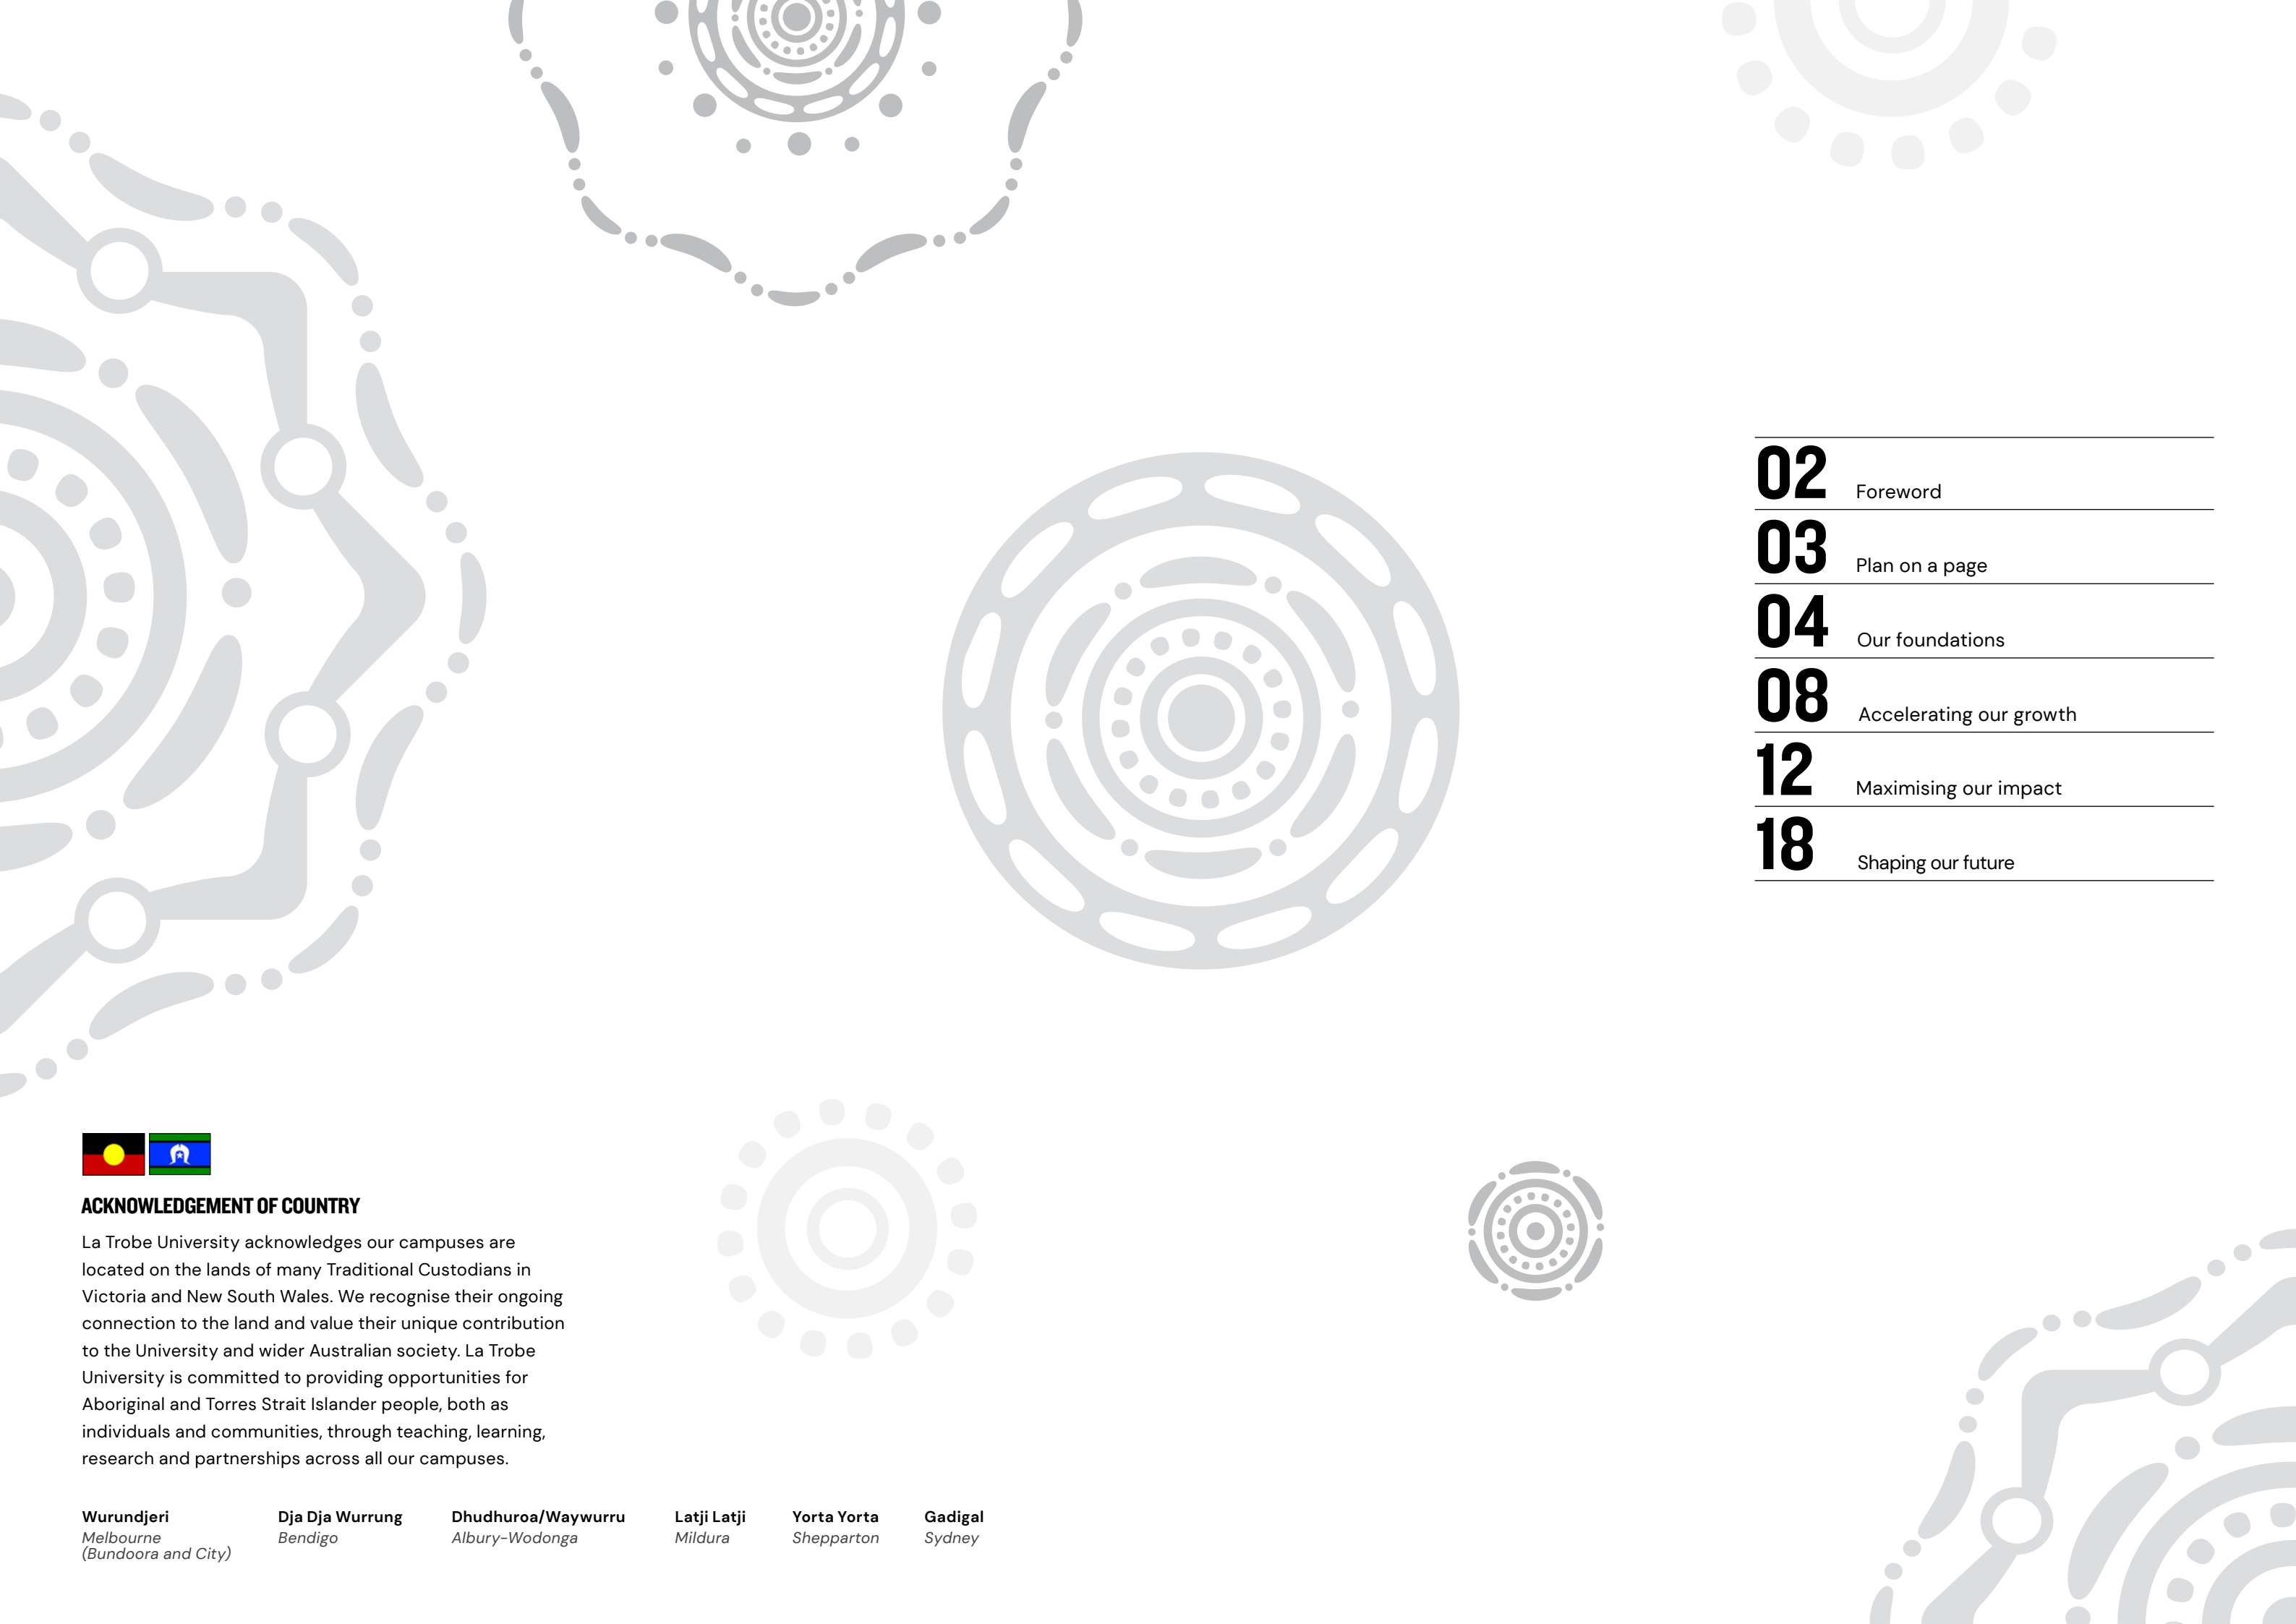 02 Foreword
03 Plan on a page
04 Our foundations
08 Accelerating our growth
12 Maximising our impact
18 Shaping our future
ACKNOWLEDGEMENT OF COUNTRY
La Trobe University acknowledges our campuses are
located on the lands of many Traditional Custodians in
Victoria and New South Wales. We recognise their ongoing
connection to the land and value their unique contribution
to the University and wider Australian society. La Trobe
University is committed to providing opportunities for
Aboriginal and Torres Strait Islander people, both as
individuals and communities, through teaching, learning,
research and partnerships across all our campuses.
Wurundjeri
Melbourne
(Bundoora and City)
Dja Dja Wurrung
Bendigo
Dhudhuroa/Waywurru
Albury-Wodonga
Latji Latji
Mildura
Yorta Yorta
Shepparton
Gadigal
Sydney